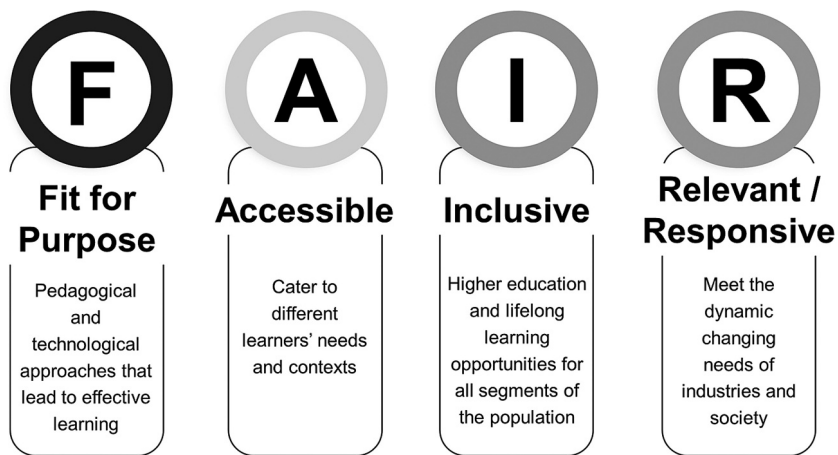 F
Fit for
Purpose
Pedagogical
and
technological
approaches that
lead to effective
learning
A
Accessible
Cater to
different
learners' needs
and contexts
I
Inclusive
Higher education
and lifelong
learning
opportunities for
all segments of
the population
R
Relevant /
Responsive
Meet the
dynamic
changing
needs of
industries and
society